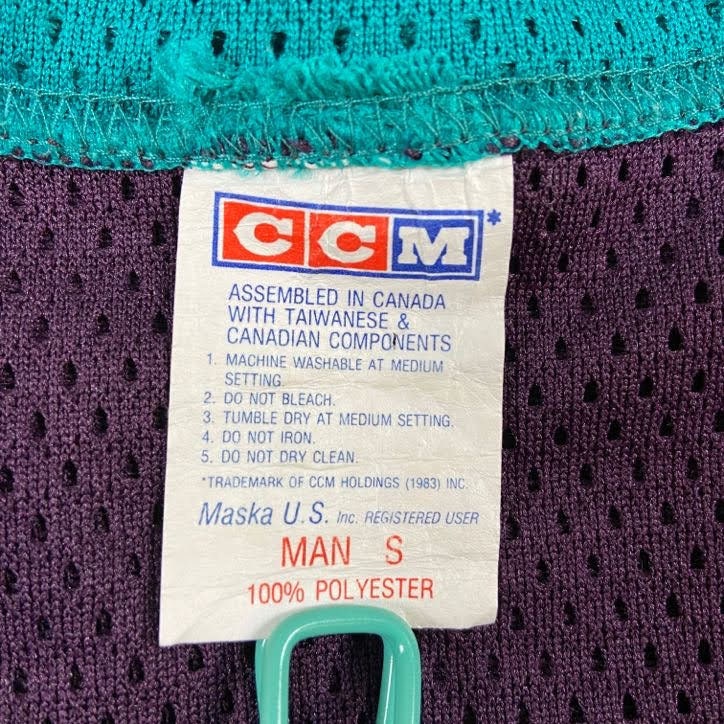 CCM*
ASSEMBLED IN CANADA
WITH TAIWANESE &
CANADIAN COMPONENTS
1. MACHINE WASHABLE AT MEDIUM
SETTING.
2. DO NOT BLEACH.
3. TUMBLE DRY AT MEDIUM SETTING.
4. DO NOT IRON.
5. DO NOT DRY CLEAN.
*TRADEMARK OF CCM HOLDINGS (1983) INC.
Maska U.S. Inc. REGISTERED USER
MAN S
100% POLYESTER